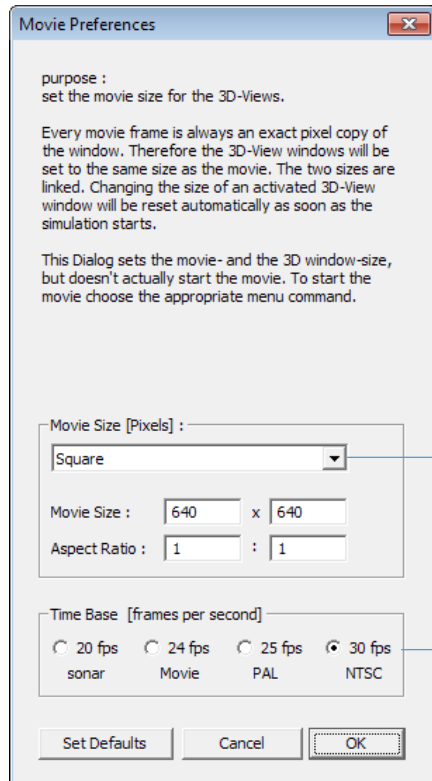 Movie Preferences
purpose :
set the movie size for the 3D-Views.
Every movie frame is always an exact pixel copy of
the window. Therefore the 3D-View windows will be
set to the same size as the movie. The two sizes are
linked. Changing the size of an activated 3D-View
window will be reset automatically as soon as the
simulation starts.
This Dialog sets the movie- and the 3D window-size,
but doesn't actually start the movie. To start the
movie choose the appropriate menu command.
Movie Size [Pixels] :
Square
Movie Size : 640 x 640
Aspect Ratio : 1 : 1
Time Base [frames per second]
20 fps 24 fps 25 fps 30 fps
sonar Movie PAL NTSC
Set Defaults Cancel OK